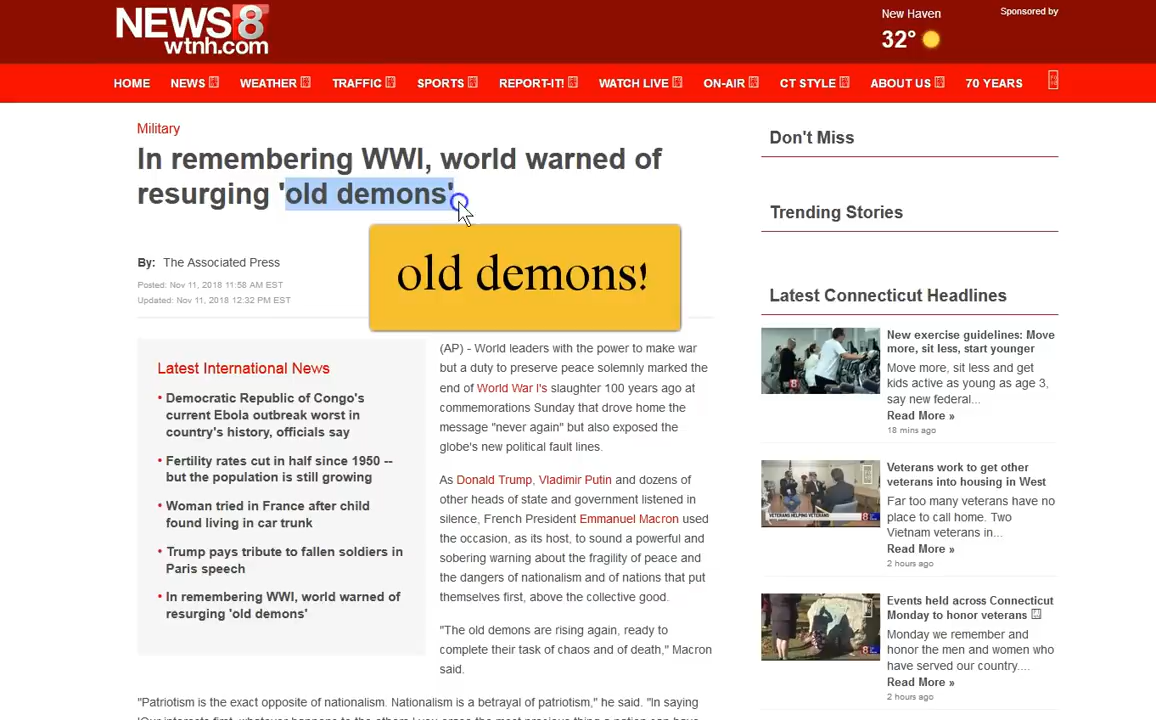 NEWS 8
wtnh.com
New Haven
32°
Sponsored by
HOME NEWS WEATHER TRAFFIC SPORTS REPORT-IT! WATCH LIVE ON-AIR CT STYLE ABOUT US 70 YEARS
Military
In remembering WWI, world warned of
resurging 'old demons'
old demons!
By: The Associated Press
Posted: Nov 11, 2018 11:58 AM EST
Updated: Nov 11, 2018 12:32 PM EST
Latest International News
• Democratic Republic of Congo's
current Ebola outbreak worst in
country's history, officials say
• Fertility rates cut in half since 1950 --
but the population is still growing
• Woman tried in France after child
found living in car trunk
• Trump pays tribute to fallen soldiers in
Paris speech
• In remembering WWI, world warned of
resurging 'old demons'
(AP) - World leaders with the power to make war
but a duty to preserve peace solemnly marked the
end of World War I's slaughter 100 years ago at
commemorations Sunday that drove home the
message "never again" but also exposed the
globe's new political fault lines.
As Donald Trump, Vladimir Putin and dozens of
other heads of state and government listened in
silence, French President Emmanuel Macron used
the occasion, as its host, to sound a powerful and
sobering warning about the fragility of peace and
the dangers of nationalism and of nations that put
themselves first, above the collective good.
"The old demons are rising again, ready to
complete their task of chaos and of death," Macron
said.
"Patriotism is the exact opposite of nationalism. Nationalism is a betrayal of patriotism," he said. "In saying
Don't Miss
Trending Stories
Latest Connecticut Headlines
New exercise guidelines: Move
more, sit less, start younger
Move more, sit less and get
kids active as young as age 3,
say new federal...
Read More »
18 mins ago
Veterans work to get other
veterans into housing in West
Far too many veterans have no
place to call home. Two
Vietnam veterans in...
Read More »
2 hours ago
VETERANS HELPING VETERANS
Events held across Connecticut
Monday to honor veterans
Monday we remember and
honor the men and women who
have served our country....
Read More »
2 hours ago